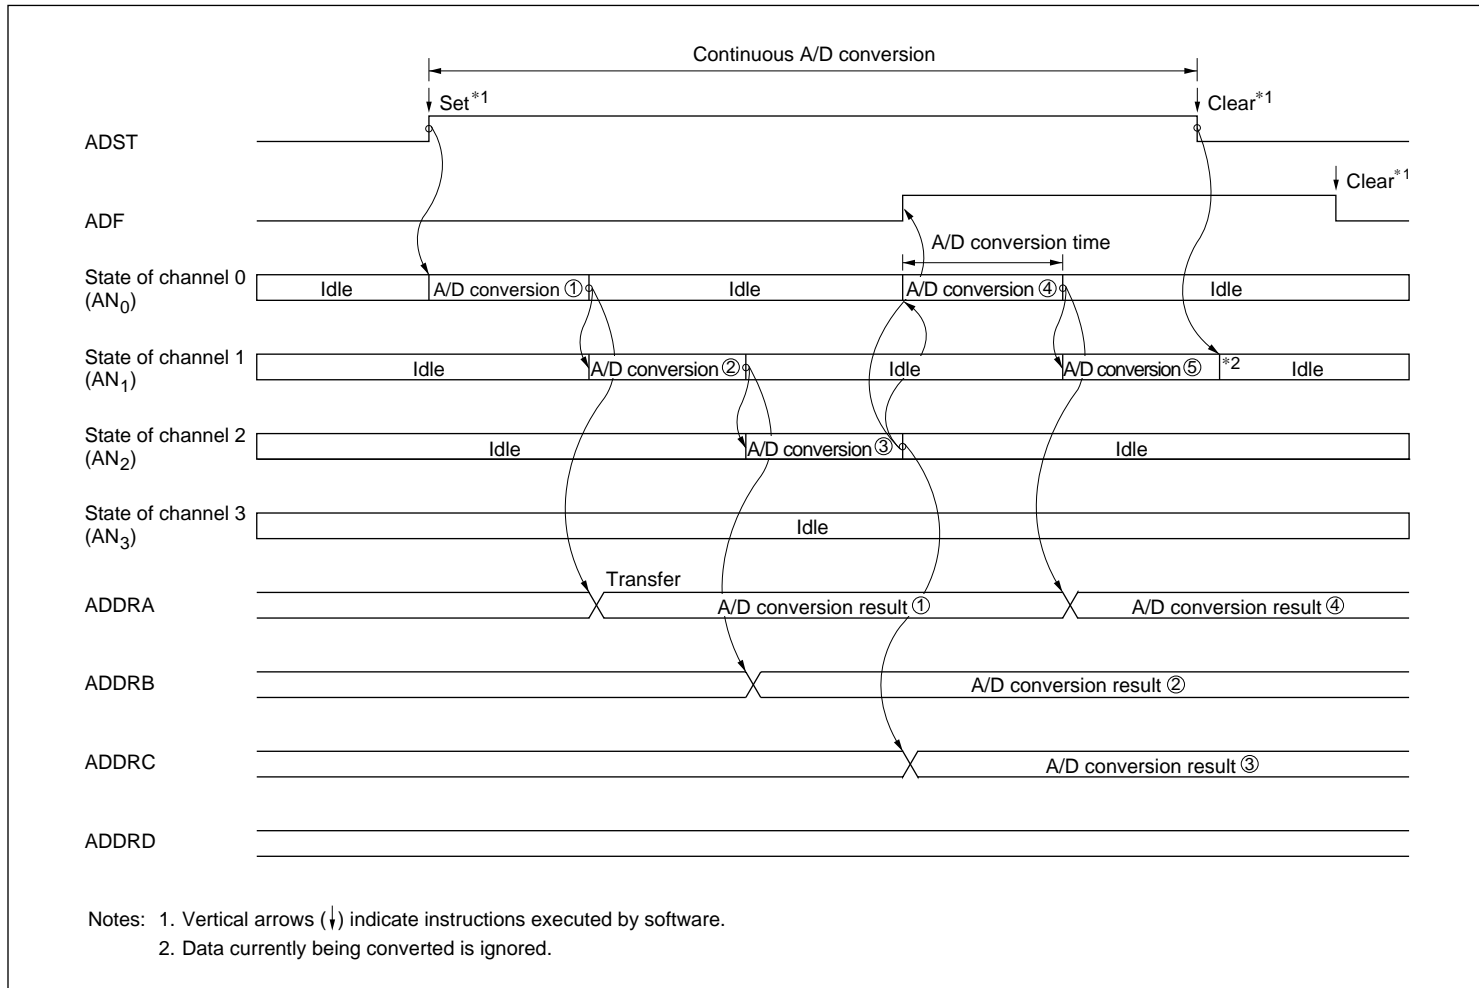 Continuous A/D conversion
Set*1
Clear*1
ADST
Clear*1
ADF
A/D conversion time
State of channel 0
(AN0)
Idle
A/D conversion ①
Idle
A/D conversion ④
Idle
State of channel 1
(AN1)
Idle
A/D conversion ②
Idle
A/D conversion ⑤
*2
Idle
State of channel 2
(AN2)
Idle
A/D conversion ③
Idle
State of channel 3
(AN3)
Idle
Transfer
ADDRA
A/D conversion result ①
A/D conversion result ④
ADDRB
A/D conversion result ②
ADDRC
A/D conversion result ③
ADDRD
Notes: 1. Vertical arrows (↓) indicate instructions executed by software.
2. Data currently being converted is ignored.